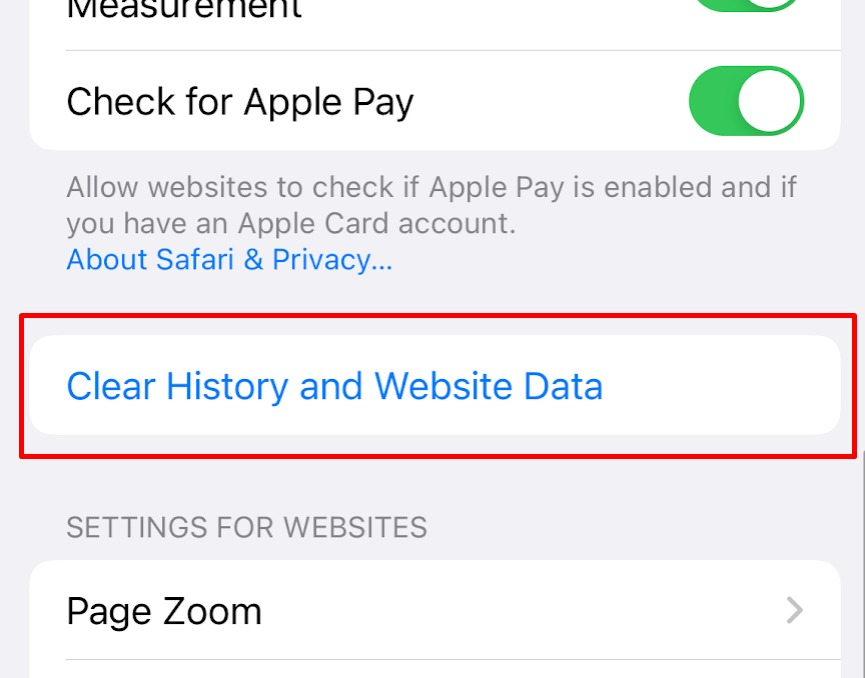 Measurement
Check for Apple Pay
Allow websites to check if Apple Pay is enabled and if
you have an Apple Card account.
About Safari & Privacy...
Clear History and Website Data
SETTINGS FOR WEBSITES
Page Zoom